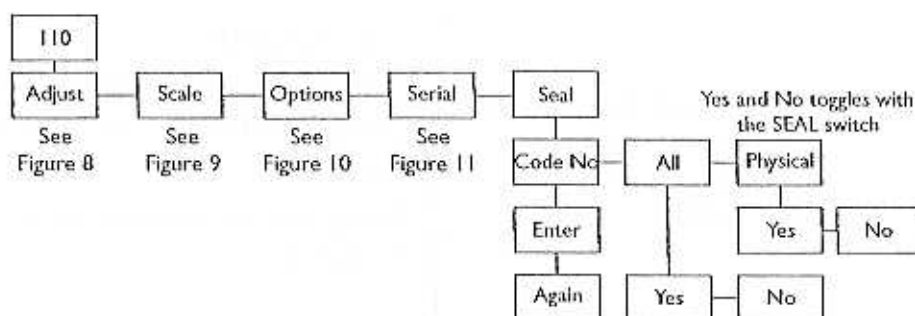 110
Adjust
Scale
Options
Serial
Seal
See
Figure 8
See
Figure 9
See
Figure 10
See
Figure 11
Yes and No toggles with
the SEAL switch
Code No
All
Physical
Enter
Yes
No
Again
Yes
No